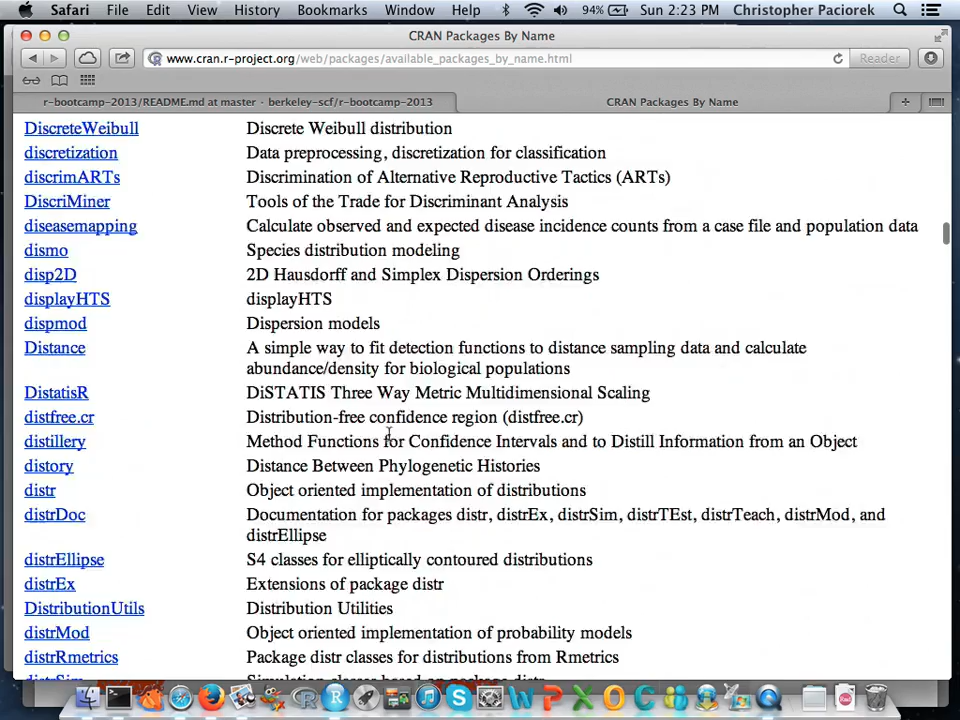 Safari File Edit View History Bookmarks Window Help 94% Sun 2:23 PM Christopher Paciorek
CRAN Packages By Name
www.cran.r-project.org/web/packages/available_packages_by_name.html Reader
r-bootcamp-2013/README.md at master · berkeley-scf/r-bootcamp-2013 CRAN Packages By Name
DiscreteWeibull Discrete Weibull distribution
discretization Data preprocessing, discretization for classification
discrimARTs Discrimination of Alternative Reproductive Tactics (ARTs)
DiscriMiner Tools of the Trade for Discriminant Analysis
diseasemapping Calculate observed and expected disease incidence counts from a case file and population data
dismo Species distribution modeling
disp2D 2D Hausdorff and Simplex Dispersion Orderings
displayHTS displayHTS
dispmod Dispersion models
Distance A simple way to fit detection functions to distance sampling data and calculate
abundance/density for biological populations
DistatisR DiSTATIS Three Way Metric Multidimensional Scaling
distfree.cr Distribution-free confidence region (distfree.cr)
distillery Method Functions for Confidence Intervals and to Distill Information from an Object
distory Distance Between Phylogenetic Histories
distr Object oriented implementation of distributions
distrDoc Documentation for packages distr, distrEx, distrSim, distrTEst, distrTeach, distrMod, and
distrEllipse
distrEllipse S4 classes for elliptically contoured distributions
distrEx Extensions of package distr
DistributionUtils Distribution Utilities
distrMod Object oriented implementation of probability models
distrRmetrics Package distr classes for distributions from Rmetrics
distrSim Simulation classes based on package distr